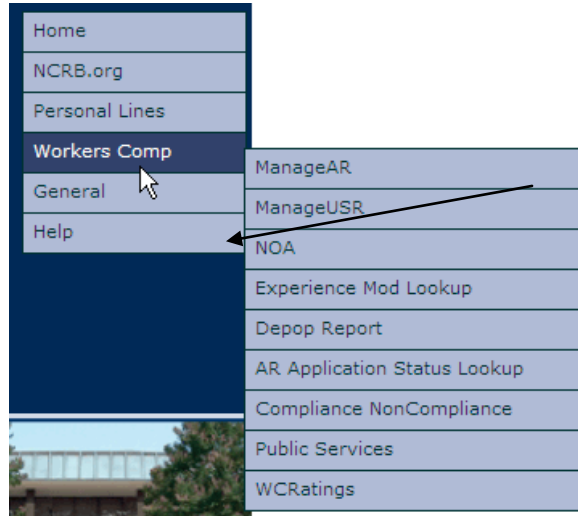 Home
NCRB.org
Personal Lines
Workers Comp
General
Help
ManageAR
ManageUSR
NOA
Experience Mod Lookup
Depop Report
AR Application Status Lookup
Compliance NonCompliance
Public Services
WCRatings